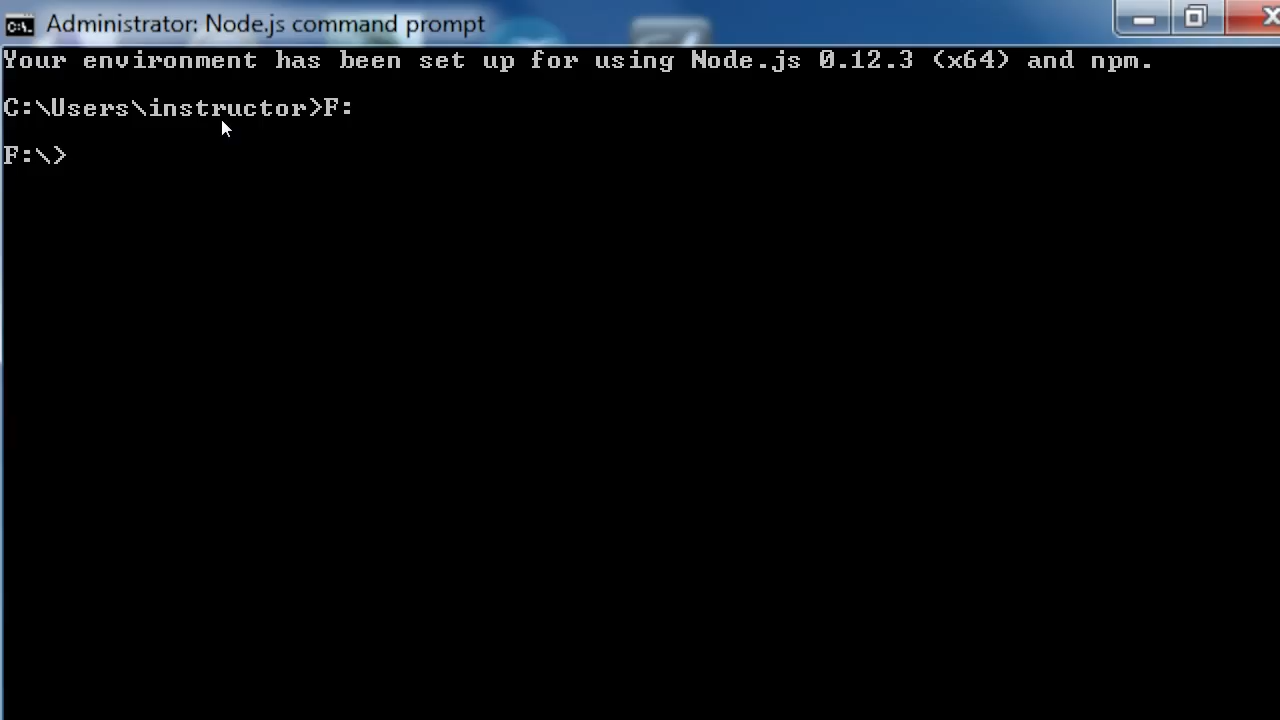 Administrator: Node.js command prompt
Your environment has been set up for using Node.js 0.12.3 (x64) and npm.
C:\Users\instructor>F:
F:\>